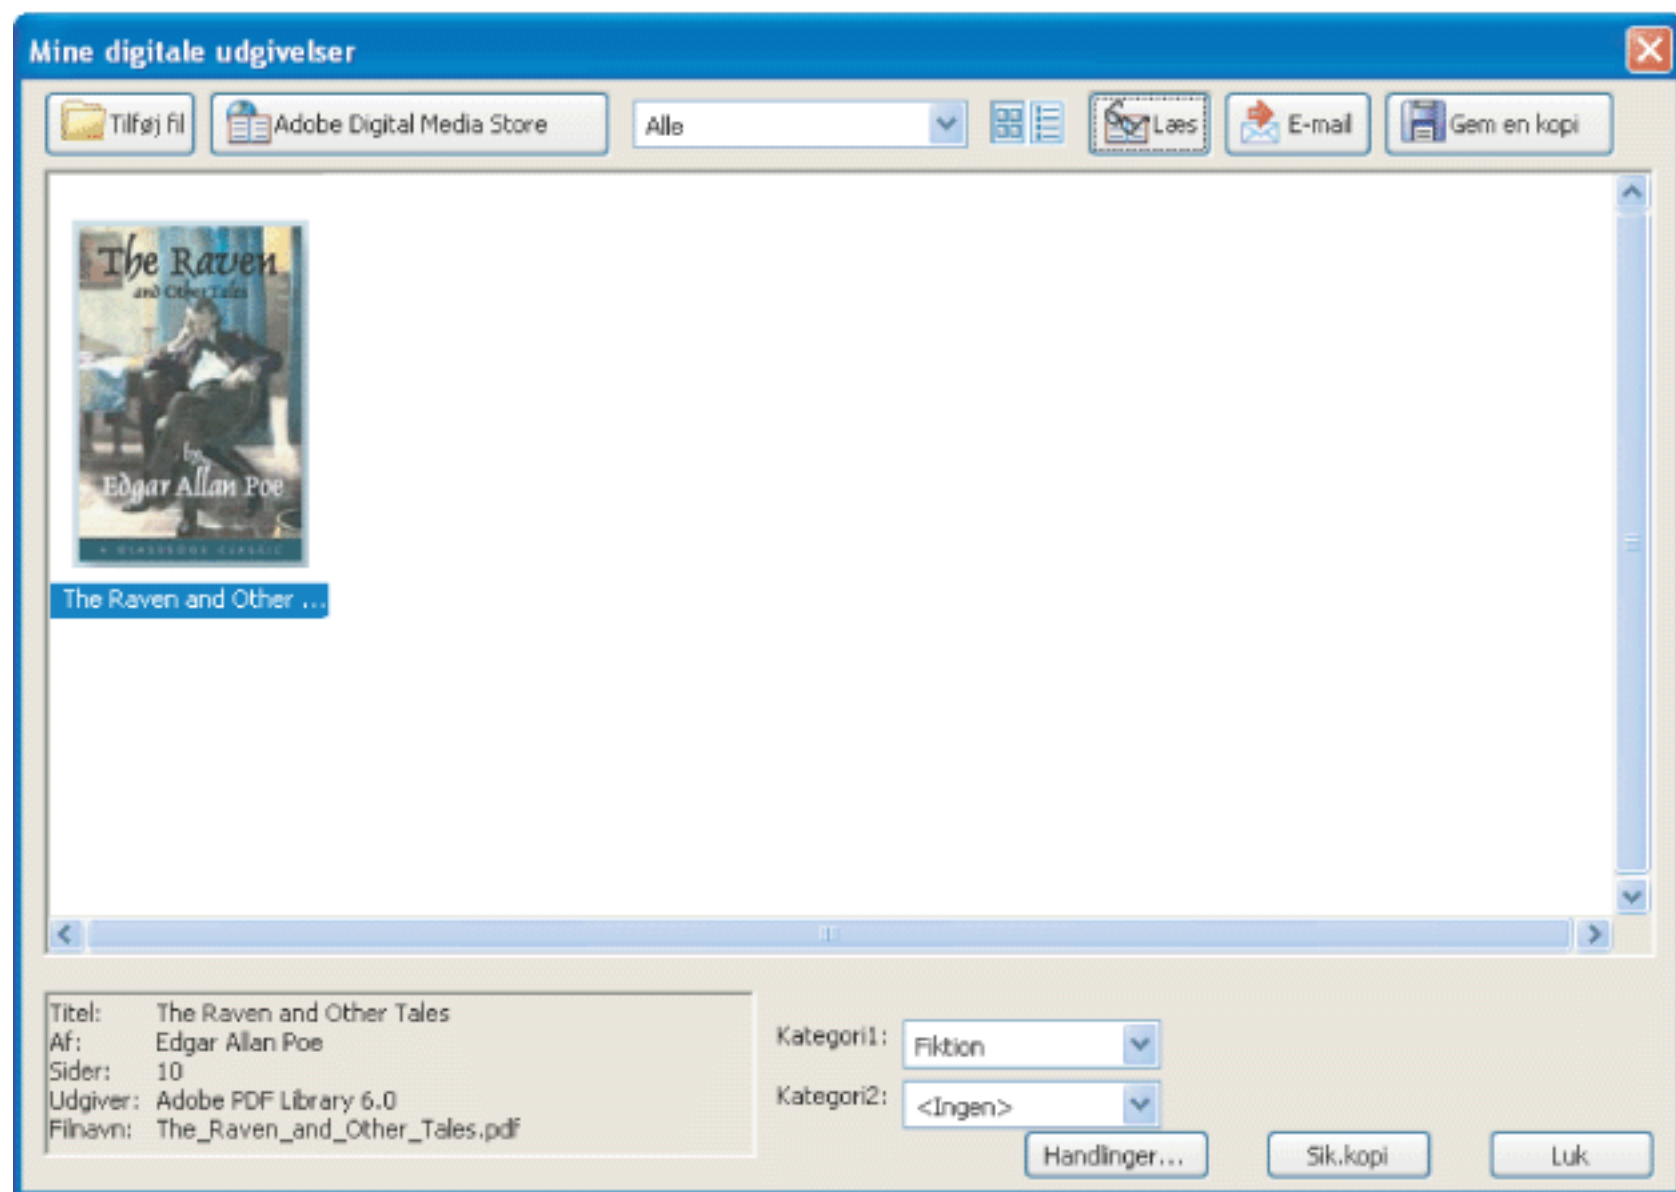 Mine digitale udgivelser
Tilføj fil Adobe Digital Media Store Alle Læs E-mail Gem en kopi
The Raven
and Other Tales
by
Edgar Allan Poe
A GLASSBOOK CLASSIC
The Raven and Other ...
Titel: The Raven and Other Tales
Af: Edgar Allan Poe
Sider: 10
Udgiver: Adobe PDF Library 6.0
Filnavn: The_Raven_and_Other_Tales.pdf
Kategori1: Fiktion
Kategori2: <Ingen>
Handlinger... Sik.kopi Luk